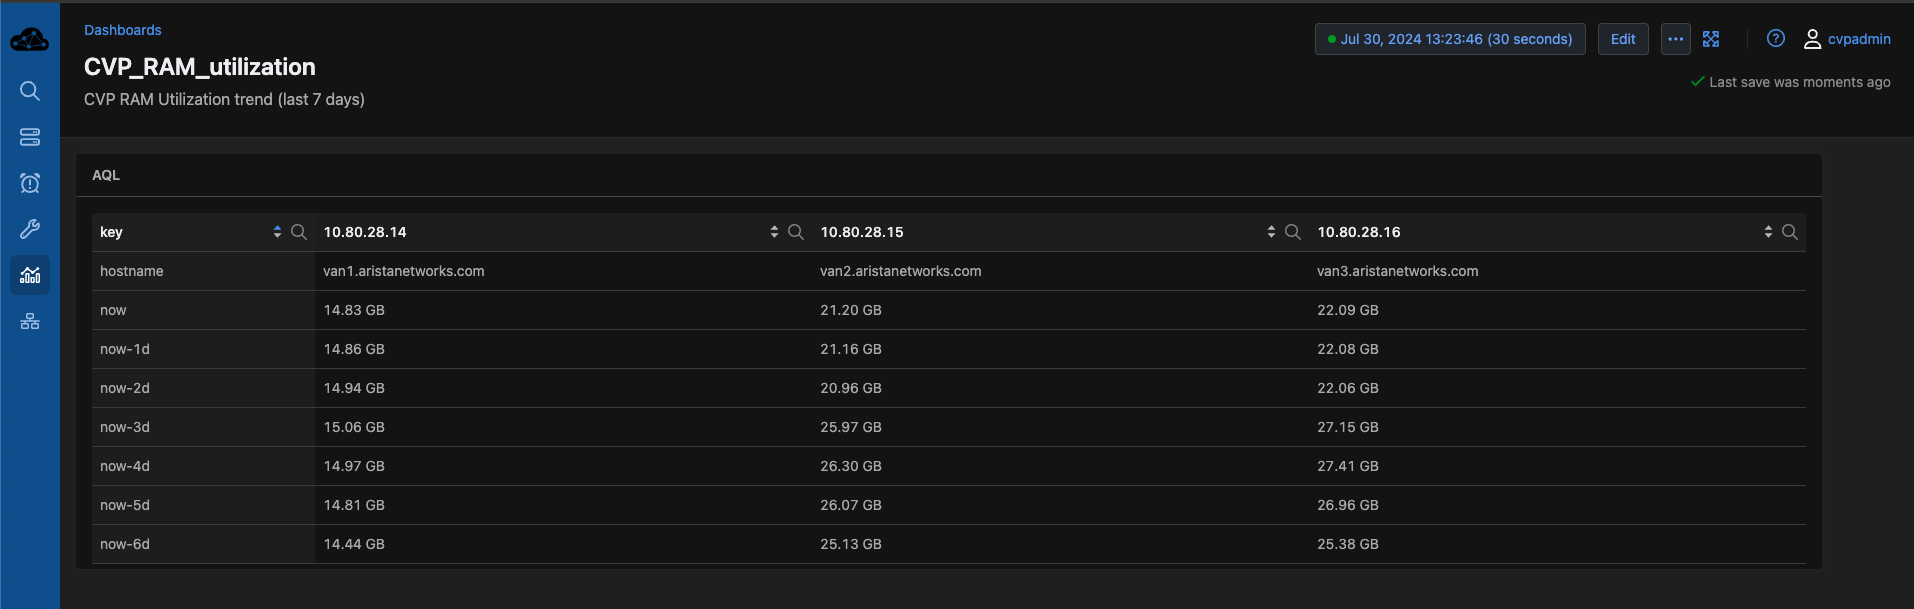 Dashboards
CVP_RAM_utilization
CVP RAM Utilization trend (last 7 days)
Jul 30, 2024 13:23:46 (30 seconds)
Edit
cvpadmin
Last save was moments ago
AQL
key 10.80.28.14 10.80.28.15 10.80.28.16
hostname van1.aristanetworks.com van2.aristanetworks.com van3.aristanetworks.com
now 14.83 GB 21.20 GB 22.09 GB
now-1d 14.86 GB 21.16 GB 22.08 GB
now-2d 14.94 GB 20.96 GB 22.06 GB
now-3d 15.06 GB 25.97 GB 27.15 GB
now-4d 14.97 GB 26.30 GB 27.41 GB
now-5d 14.81 GB 26.07 GB 26.96 GB
now-6d 14.44 GB 25.13 GB 25.38 GB